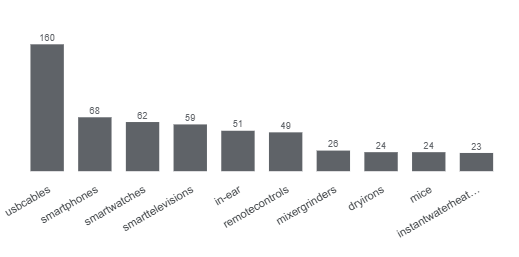 160
68
62
59
51
49
26
24
24
23
usbcables
smartphones
smartwatches
smarttelevisions
in-ear
remotecontrols
mixergrinders
dryirons
mice
instantwaterheat...